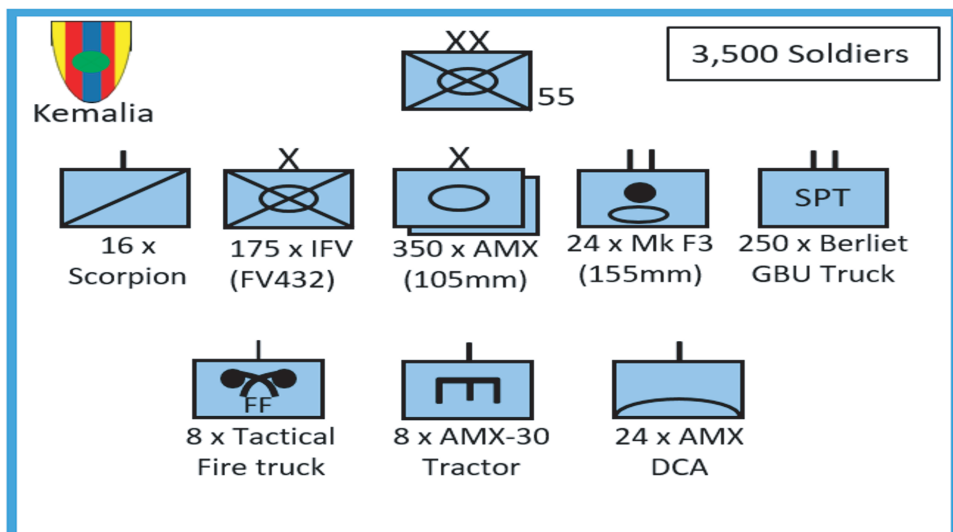 3,500 Soldiers
XX
Kemalia
55
I
X
X
II
II
SPT
16 x
Scorpion
175 x IFV
(FV432)
350 x AMX
(105mm)
24 x Mk F3
(155mm)
250 x Berliet
GBU Truck
I
I
I
FF
8 x Tactical
Fire truck
8 x AMX-30
Tractor
24 x AMX
DCA